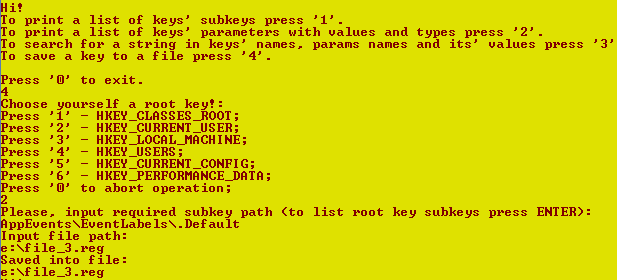 Hi!
To print a list of keys' subkeys press '1'.
To print a list of keys' parameters with values and types press '2'.
To search for a string in keys' names, params names and its' values press '3'
To save a key to a file press '4'.
Press '0' to exit.
4
Choose yourself a root key!:
Press '1' - HKEY_CLASSES_ROOT;
Press '2' - HKEY_CURRENT_USER;
Press '3' - HKEY_LOCAL_MACHINE;
Press '4' - HKEY_USERS;
Press '5' - HKEY_CURRENT_CONFIG;
Press '6' - HKEY_PERFORMANCE_DATA;
Press '0' to abort operation;
2
Please, input required subkey path (to list root key subkeys press ENTER):
AppEvents\EventLabels\.Default
Input file path:
e:\file_3.reg
Saved into file:
e:\file_3.reg